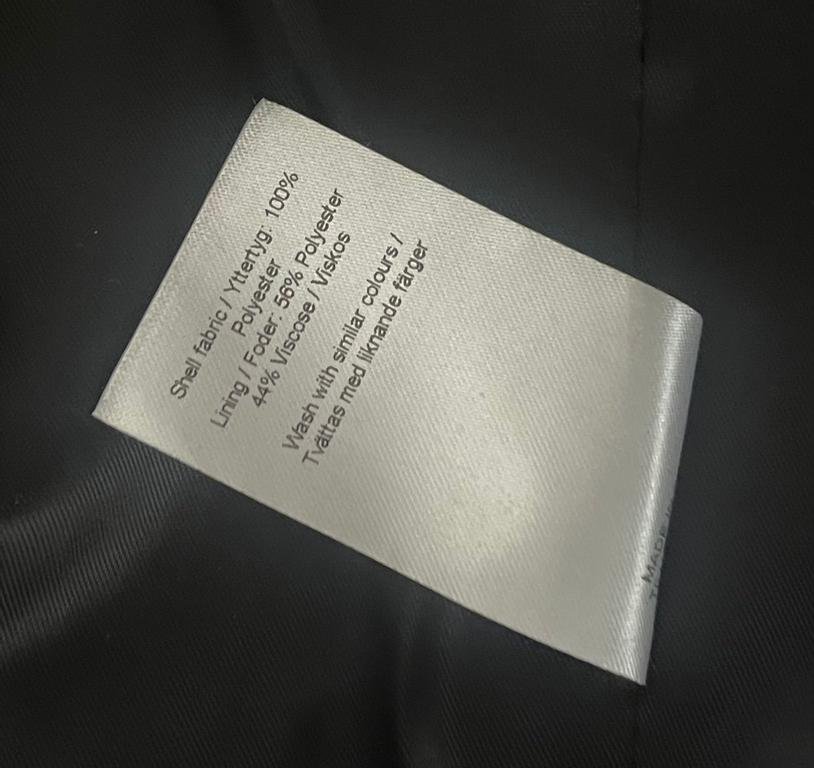 Shell fabric / Yttertyg: 100%
Polyester
Lining / Foder: 56% Polyester
44% Viscose / Viskos
Wash with similar colours /
Tvättas med liknande färger
MADE